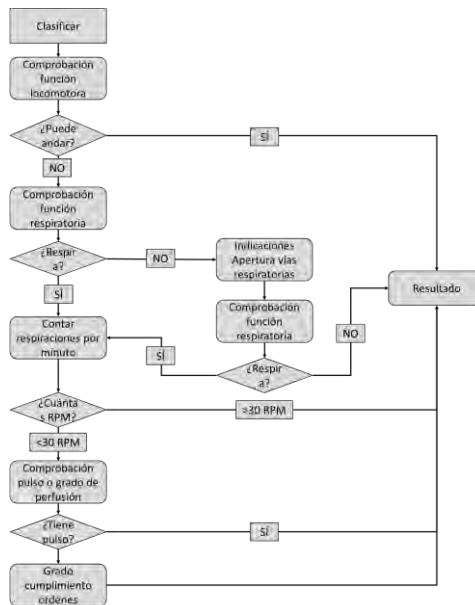 Clasificar
Comprobación
función
locomotora
¿Puede
andar?
SÍ
NO
Comprobación
función
respiratoria
¿Respir
a?
NO
Indicaciones
Apertura vías
respiratorias
Resultado
SÍ
Contar
respiraciones por
minuto
Comprobación
función
respiratoria
NO
SÍ
¿Respir
a?
¿Cuánta
s RPM?
≥30 RPM
<30 RPM
Comprobación
pulso o grado de
perfusión
¿Tiene
pulso?
SÍ
Grado
cumplimiento
ordenes